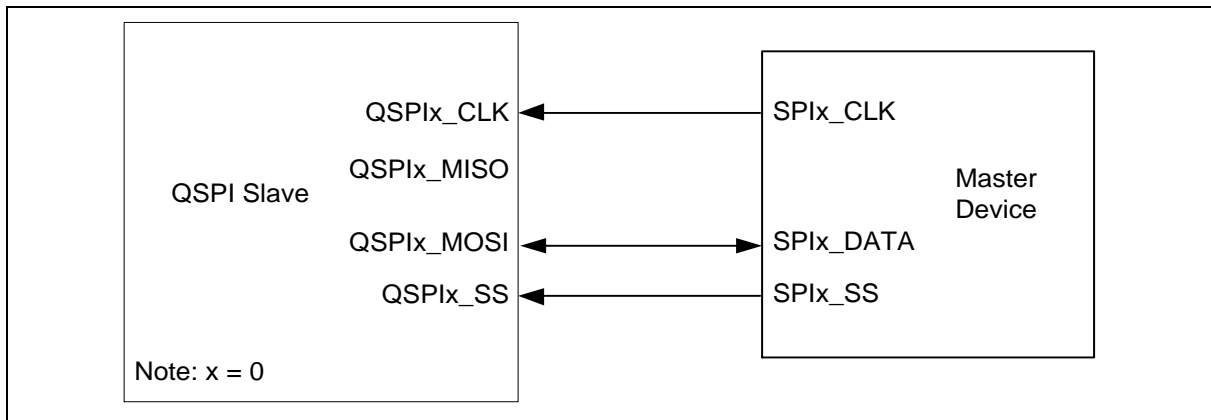 QSPIx_CLK
SPIx_CLK
QSPIx_MISO
QSPI Slave
Master
Device
QSPIx_MOSI
SPIx_DATA
QSPIx_SS
SPIx_SS
Note: x = 0